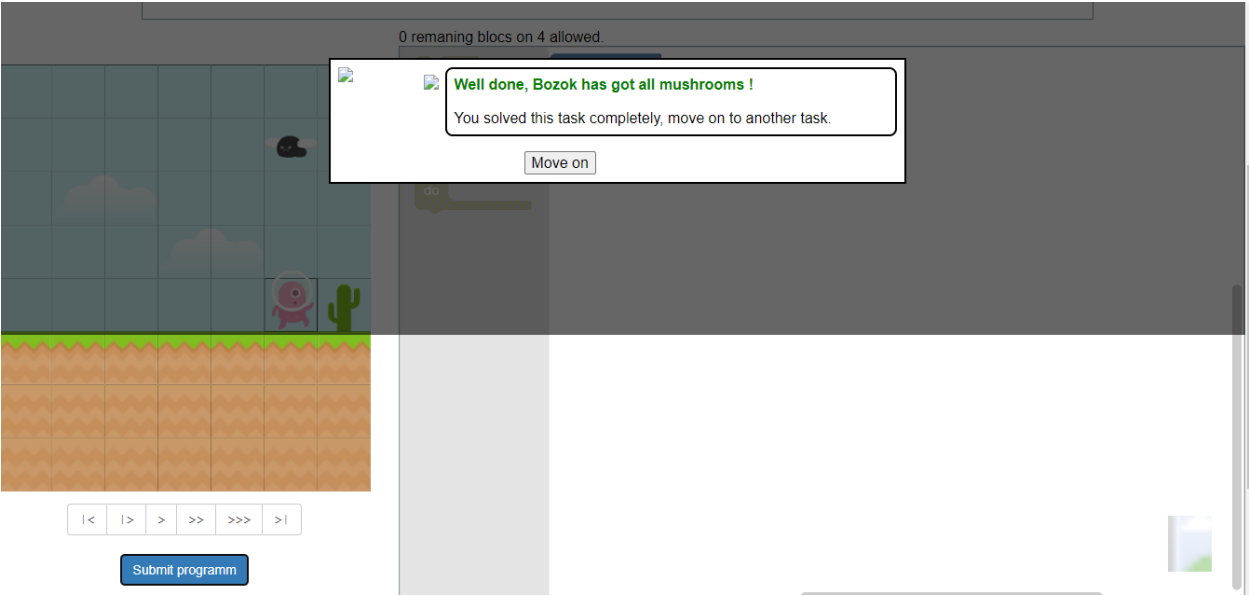 0 remaning blocs on 4 allowed.
Well done, Bozok has got all mushrooms !
You solved this task completely, move on to another task.
Move on
do
|< |> > >> >>> >|
Submit programm